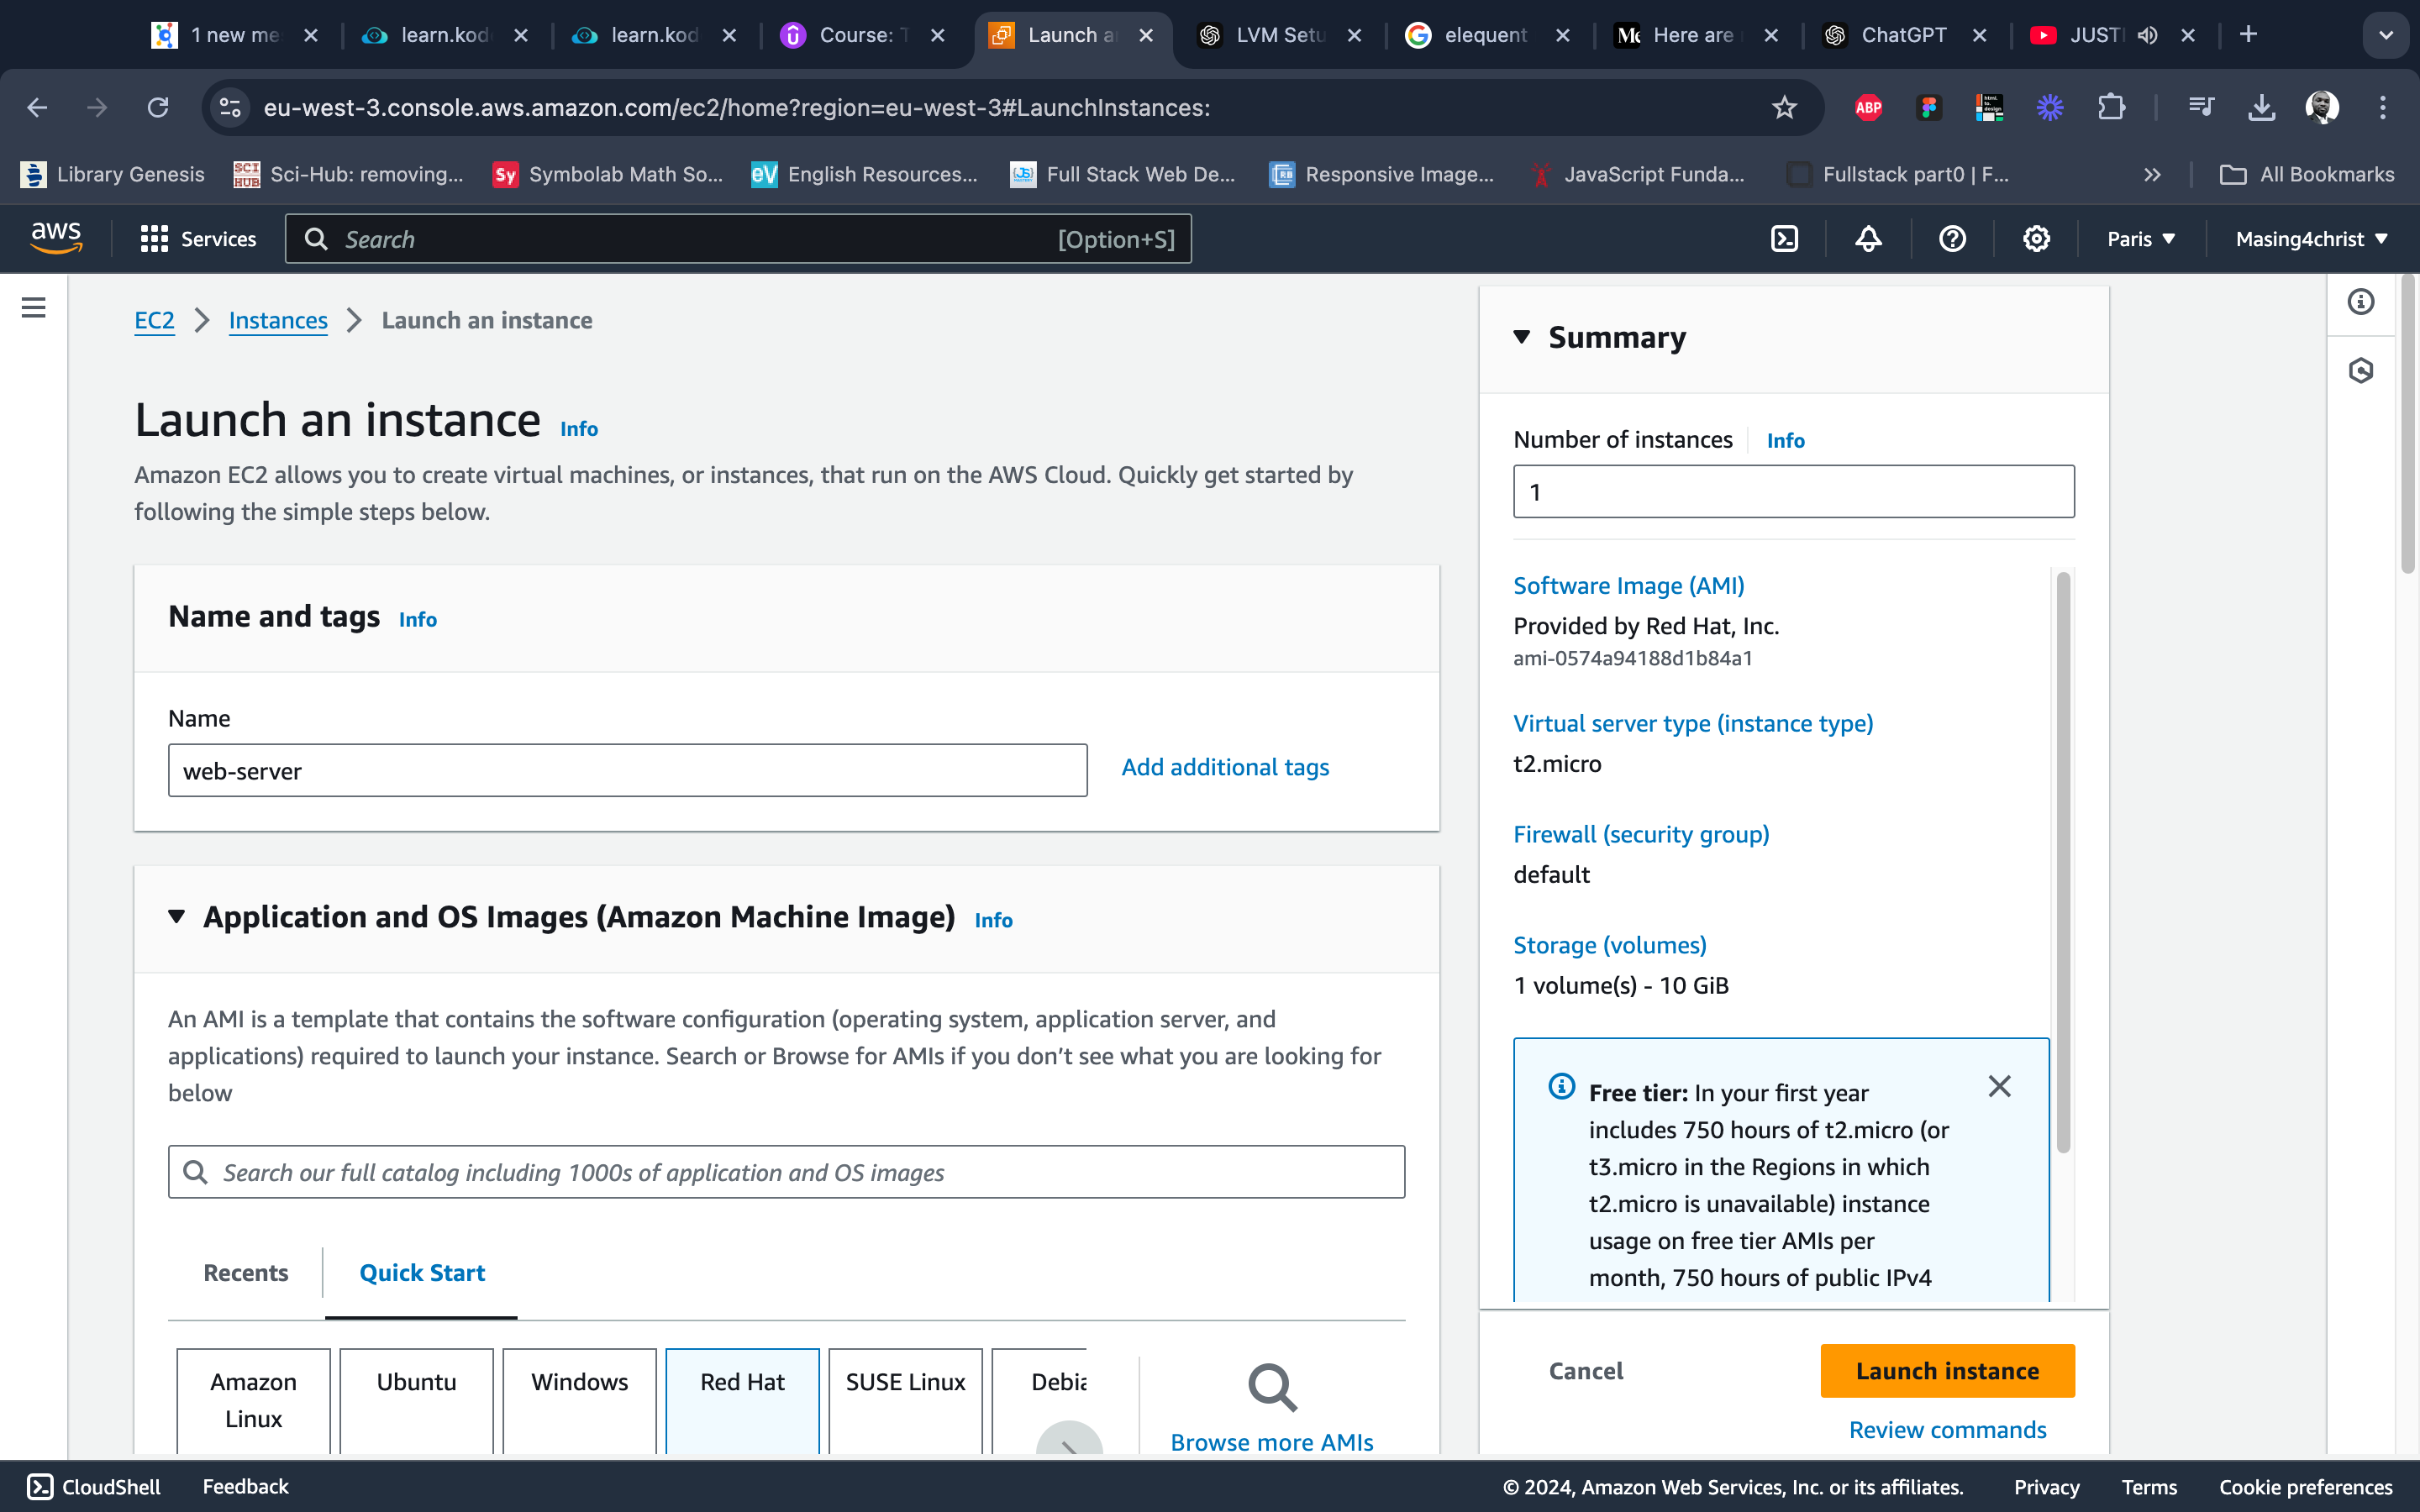 1 new me
learn.kod
learn.kod
Course: T
Launch a
LVM Setu
elequent
Here are
ChatGPT
JUST
eu-west-3.console.aws.amazon.com/ec2/home?region=eu-west-3#LaunchInstances:
ABP
Library Genesis
SCI HUB
Sci-Hub: removing...
Sy
Symbolab Math So...
eV
English Resources...
Full Stack Web De...
Responsive Image...
JavaScript Funda...
Fullstack part0 | F...
All Bookmarks
aws
Services
Search
[Option+S]
Paris
Masing4christ
EC2
Instances
Launch an instance
Launch an instance Info
Amazon EC2 allows you to create virtual machines, or instances, that run on the AWS Cloud. Quickly get started by
following the simple steps below.
Name and tags Info
Name
web-server
Add additional tags
Application and OS Images (Amazon Machine Image) Info
An AMI is a template that contains the software configuration (operating system, application server, and
applications) required to launch your instance. Search or Browse for AMIs if you don’t see what you are looking for
below
Search our full catalog including 1000s of application and OS images
Recents
Quick Start
Amazon
Linux
Ubuntu
Windows
Red Hat
SUSE Linux
Debia
Browse more AMIs
Summary
Number of instances Info
1
Software Image (AMI)
Provided by Red Hat, Inc.
ami-0574a94188d1b84a1
Virtual server type (instance type)
t2.micro
Firewall (security group)
default
Storage (volumes)
1 volume(s) - 10 GiB
Free tier: In your first year
includes 750 hours of t2.micro (or
t3.micro in the Regions in which
t2.micro is unavailable) instance
usage on free tier AMIs per
month, 750 hours of public IPv4
Cancel
Launch instance
Review commands
CloudShell
Feedback
© 2024, Amazon Web Services, Inc. or its affiliates.
Privacy
Terms
Cookie preferences